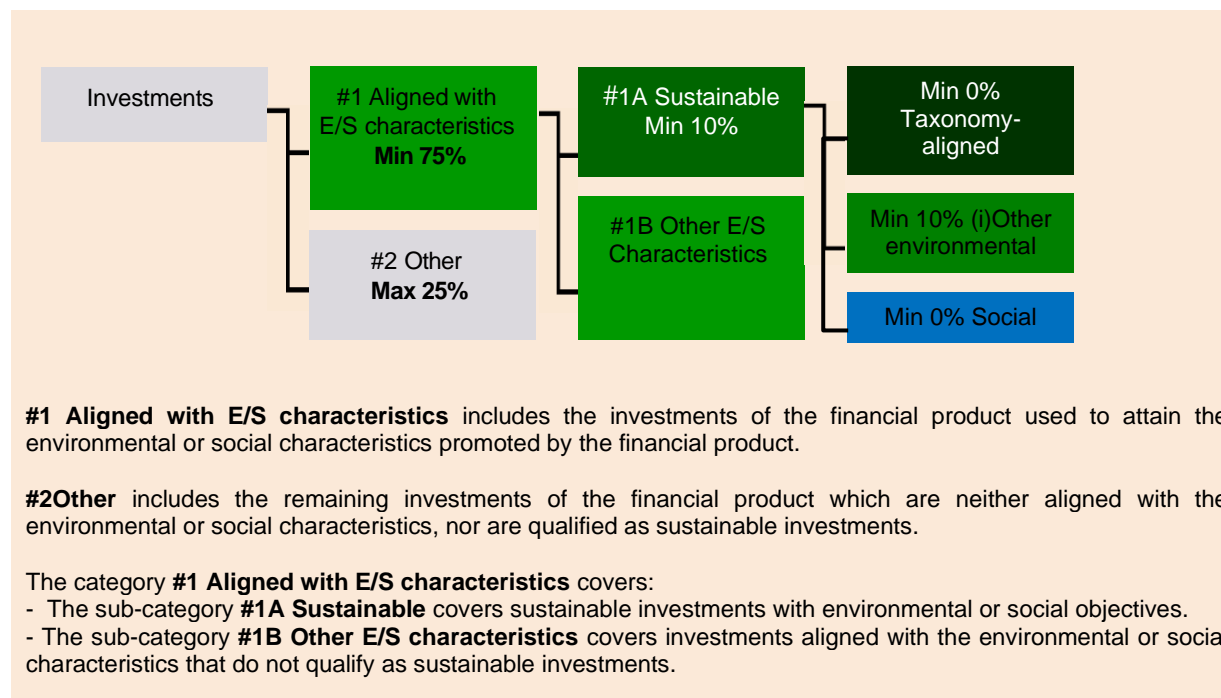 Investments
#1 Aligned with
E/S characteristics
Min 75%
#2 Other
Max 25%
#1A Sustainable
Min 10%
#1B Other E/S
Characteristics
Min 0%
Taxonomy-
aligned
Min 10% (i)Other
environmental
Min 0% Social
#1 Aligned with E/S characteristics includes the investments of the financial product used to attain the
environmental or social characteristics promoted by the financial product.
#2Other includes the remaining investments of the financial product which are neither aligned with the
environmental or social characteristics, nor are qualified as sustainable investments.
The category #1 Aligned with E/S characteristics covers:
- The sub-category #1A Sustainable covers sustainable investments with environmental or social objectives.
- The sub-category #1B Other E/S characteristics covers investments aligned with the environmental or social
characteristics that do not qualify as sustainable investments.